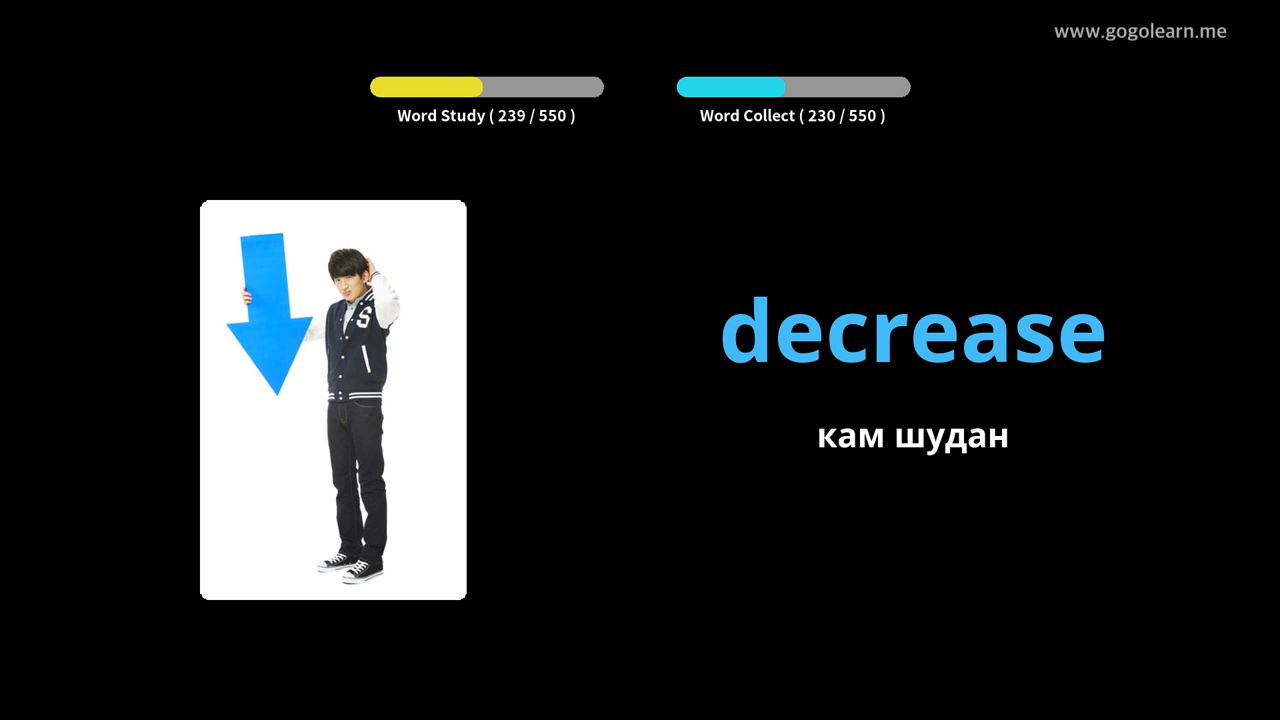 www.gogolearn.me
Word Study ( 239 / 550 )
Word Collect ( 230 / 550 )
S
decrease
кам шудан